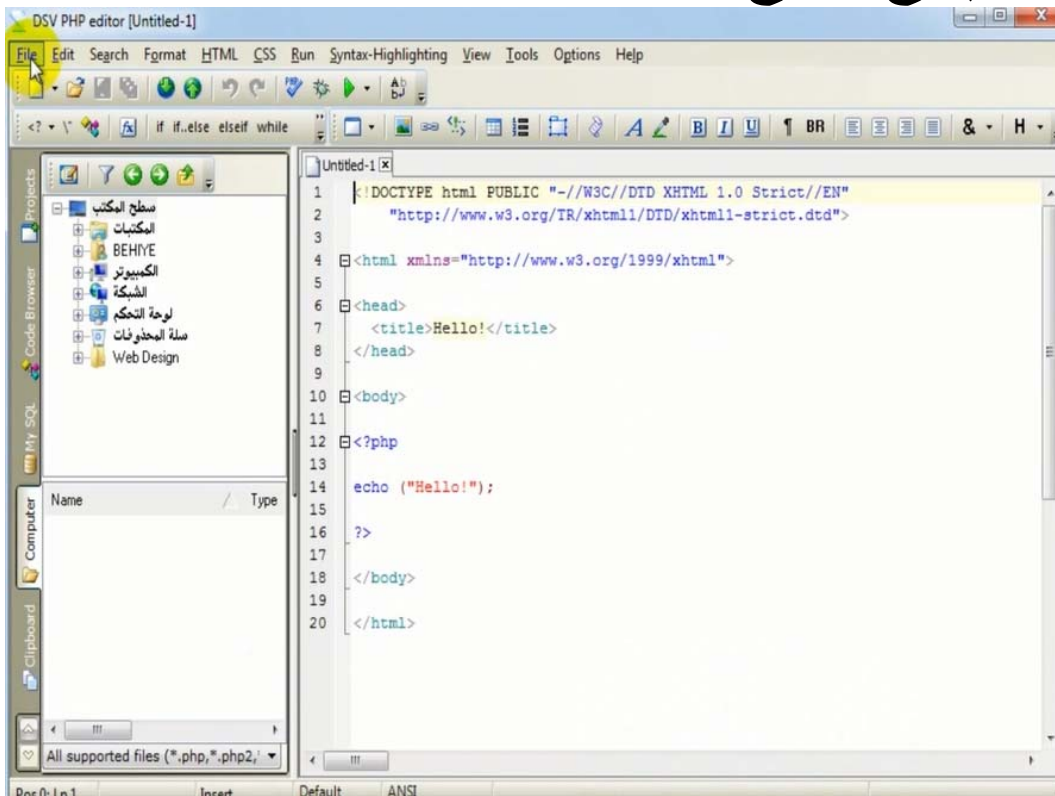 DSV PHP editor [Untitled-1]
File Edit Search Format HTML CSS Run Syntax-Highlighting View Tools Options Help
<? if if..else elseif while B I U ¶ BR & H
Projects
Code Browser
My SQL
Computer
Clipboard
سطح المكتب
المكتبات
BEHIYE
الكمبيوتر
الشبكة
لوحة التحكم
سلة المحذوفات
Web Design
Name / Type
All supported files (*.php,*.php2,
Untitled-1
1 <!DOCTYPE html PUBLIC "-//W3C//DTD XHTML 1.0 Strict//EN"
2 "http://www.w3.org/TR/xhtml1/DTD/xhtml1-strict.dtd">
3
4 <html xmlns="http://www.w3.org/1999/xhtml">
5
6 <head>
7 <title>Hello!</title>
8 </head>
9
10 <body>
11
12 <?php
13
14 echo ("Hello!");
15
16 ?>
17
18 </body>
19
20 </html>
Pos 0: Ln 1 Insert Default ANSI